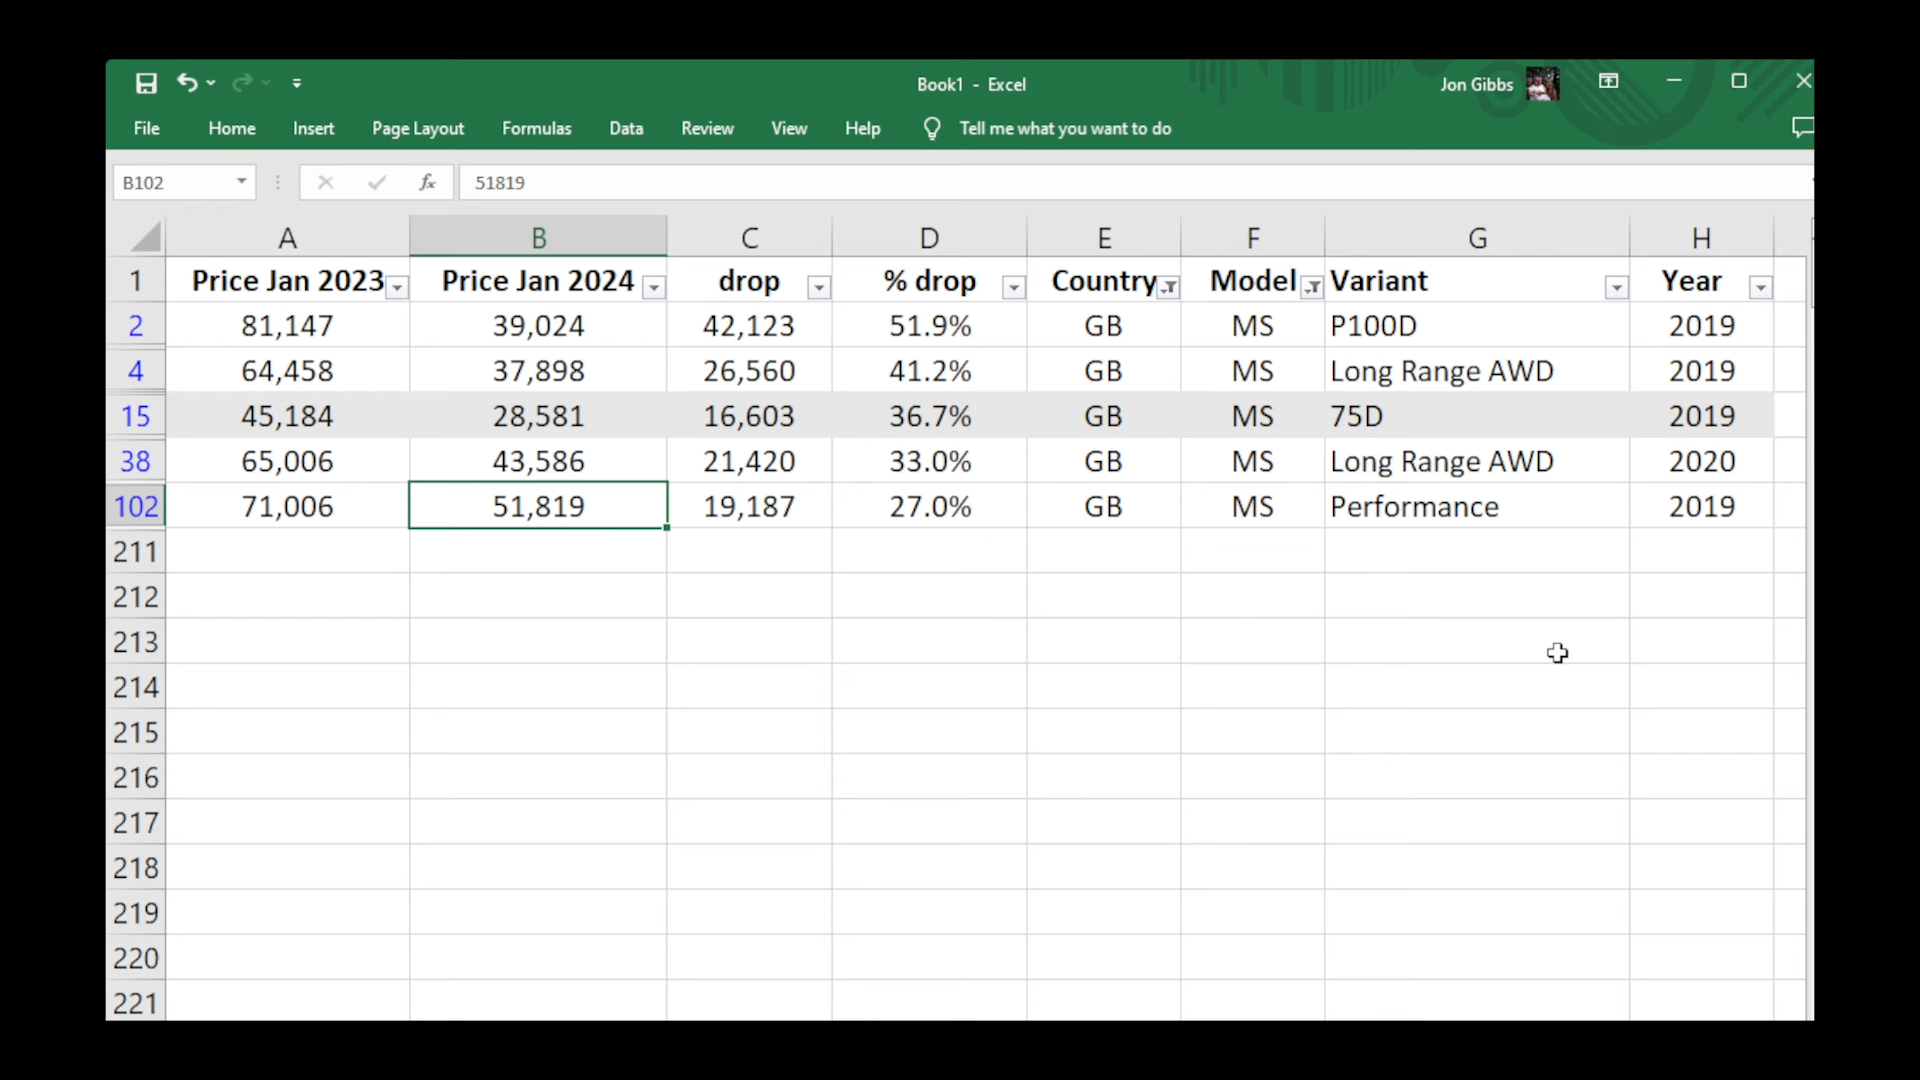 Book1 - Excel
Jon Gibbs
File Home Insert Page Layout Formulas Data Review View Help Tell me what you want to do
B102 fx 51819
A B C D E F G H
1 Price Jan 2023 Price Jan 2024 drop % drop Country Model Variant Year
2 81,147 39,024 42,123 51.9% GB MS P100D 2019
4 64,458 37,898 26,560 41.2% GB MS Long Range AWD 2019
15 45,184 28,581 16,603 36.7% GB MS 75D 2019
38 65,006 43,586 21,420 33.0% GB MS Long Range AWD 2020
102 71,006 51,819 19,187 27.0% GB MS Performance 2019
211
212
213
214
215
216
217
218
219
220
221